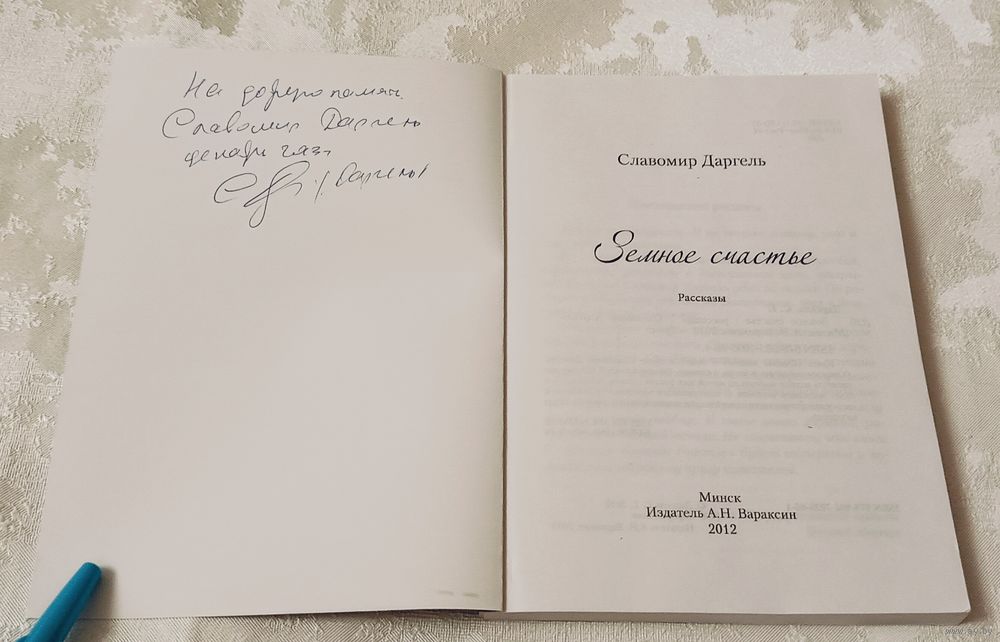 На добрую память
Славомир Даргель
Славомир Даргель
Земное счастье
Рассказы
Минск
Издатель А.Н. Вараксин
2012